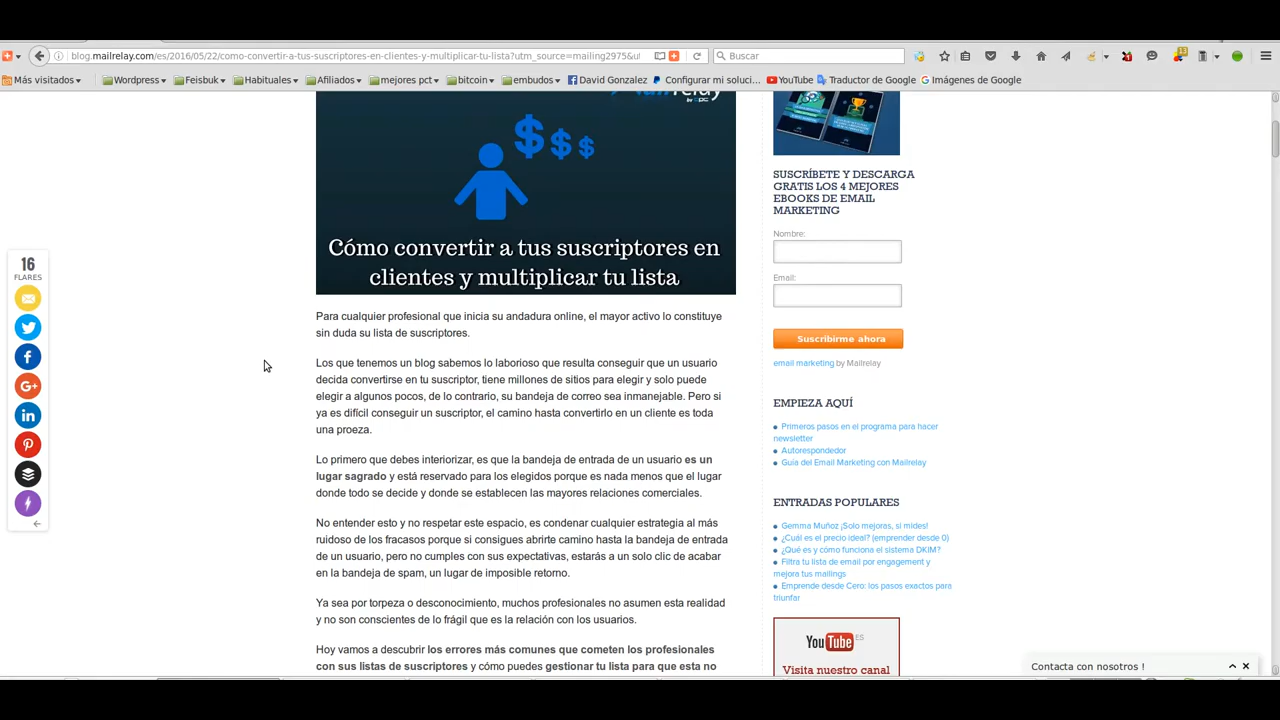 blog.mailrelay.com/es/2016/05/22/como-convertir-a-tus-suscriptores-en-clientes-y-multiplicar-tu-lista?utm_source=mailing2975&ut
Buscar
13
Más visitados
Wordpress
Feisbuk
Habituales
Afiliados
mejores pct
bitcoin
embudos
David Gonzalez
Configurar mi soluci...
YouTube
Traductor de Google
Imágenes de Google
by cpc
$ $ $
Cómo convertir a tus suscriptores en
clientes y multiplicar tu lista
16
FLARES
Para cualquier profesional que inicia su andadura online, el mayor activo lo constituye
sin duda su lista de suscriptores.
Los que tenemos un blog sabemos lo laborioso que resulta conseguir que un usuario
decida convertirse en tu suscriptor, tiene millones de sitios para elegir y solo puede
elegir a algunos pocos, de lo contrario, su bandeja de correo sea inmanejable. Pero si
ya es difícil conseguir un suscriptor, el camino hasta convertirlo en un cliente es toda
una proeza.
Lo primero que debes interiorizar, es que la bandeja de entrada de un usuario es un
lugar sagrado y está reservado para los elegidos porque es nada menos que el lugar
donde todo se decide y donde se establecen las mayores relaciones comerciales.
No entender esto y no respetar este espacio, es condenar cualquier estrategia al más
ruidoso de los fracasos porque si consigues abrirte camino hasta la bandeja de entrada
de un usuario, pero no cumples con sus expectativas, estarás a un solo clic de acabar
en la bandeja de spam, un lugar de imposible retorno.
Ya sea por torpeza o desconocimiento, muchos profesionales no asumen esta realidad
y no son conscientes de lo frágil que es la relación con los usuarios.
Hoy vamos a descubrir los errores más comunes que cometen los profesionales
con sus listas de suscriptores y cómo puedes gestionar tu lista para que esta no
SUSCRÍBETE Y DESCARGA
GRATIS LOS 4 MEJORES
EBOOKS DE EMAIL
MARKETING
Nombre:
Email:
Suscribirme ahora
email marketing by Mailrelay
EMPIEZA AQUÍ
Primeros pasos en el programa para hacer
newsletter
Autorespondedor
Guía del Email Marketing con Mailrelay
ENTRADAS POPULARES
Gemma Muñoz ¡Solo mejoras, si mides!
¿Cuál es el precio ideal? (emprender desde 0)
¿Qué es y cómo funciona el sistema DKIM?
Filtra tu lista de email por engagement y
mejora tus mailings
Emprende desde Cero: los pasos exactos para
triunfar
YouTube ES
Visita nuestro canal
Contacta con nosotros !